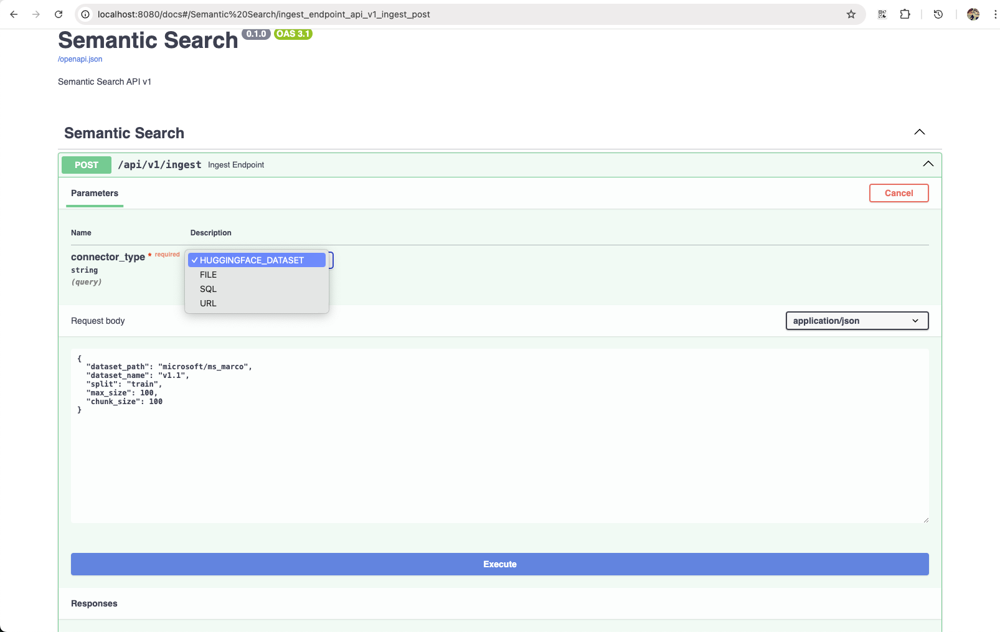 localhost:8080/docs#/Semantic%20Search/ingest_endpoint_api_v1_ingest_post
Semantic Search 0.1.0 OAS 3.1
/openapi.json
Semantic Search API v1
Semantic Search
POST /api/v1/ingest Ingest Endpoint
Parameters Cancel
Name Description
connector_type * required
string
(query)
✓ HUGGINGFACE_DATASET
FILE
SQL
URL
Request body application/json
{
"dataset_path": "microsoft/ms_marco",
"dataset_name": "v1.1",
"split": "train",
"max_size": 100,
"chunk_size": 100
}
Execute
Responses